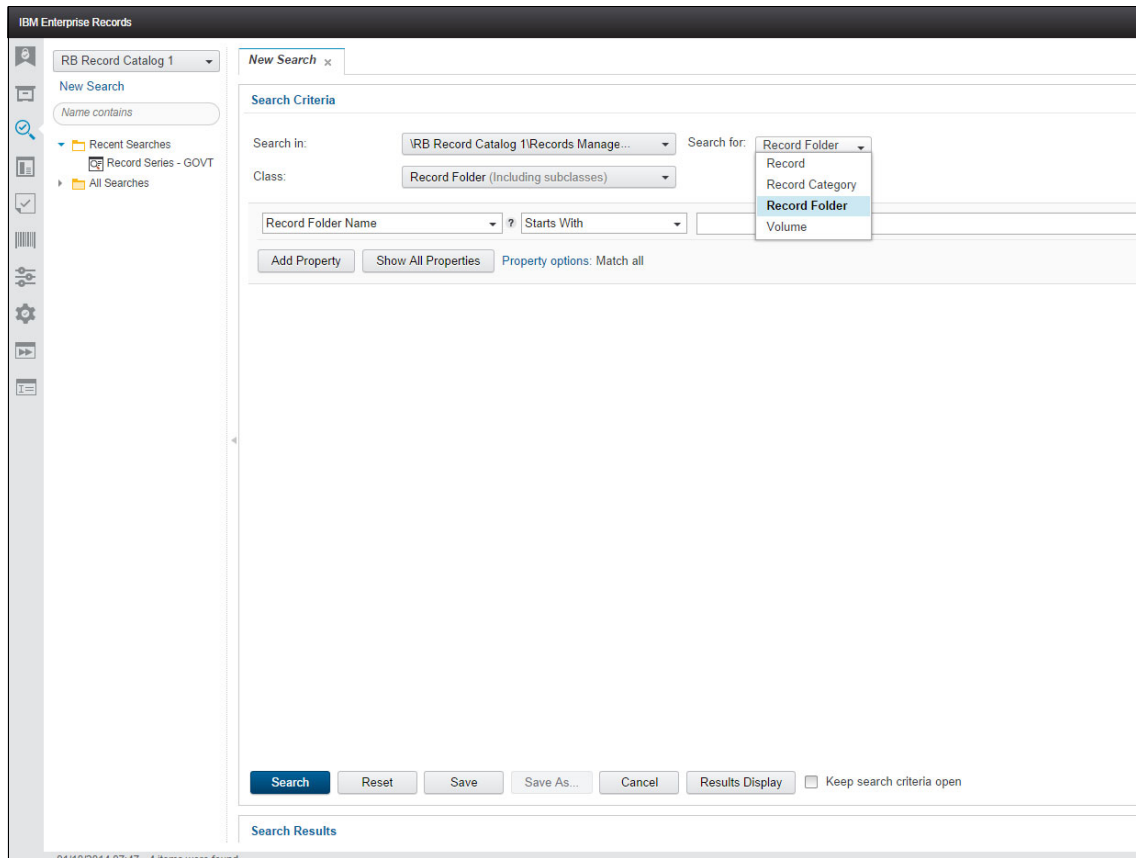 IBM Enterprise Records
RB Record Catalog 1
New Search
Name contains
Recent Searches
Record Series - GOVT
All Searches
New Search x
Search Criteria
Search in: \RB Record Catalog 1\Records Manage... Search for: Record Folder
Record
Record Category
Record Folder
Volume
Class: Record Folder (Including subclasses)
Record Folder Name ? Starts With
Add Property Show All Properties Property options: Match all
Search Reset Save Save As... Cancel Results Display Keep search criteria open
Search Results